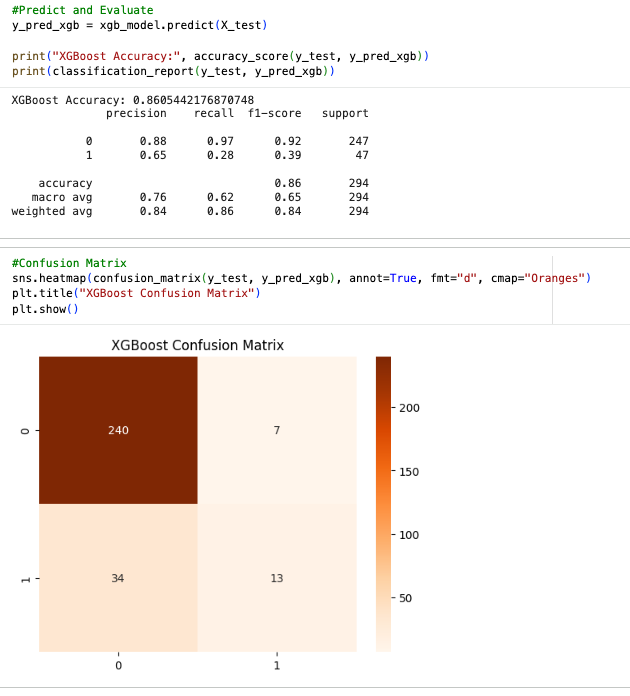 #Predict and Evaluate
y_pred_xgb = xgb_model.predict(X_test)
print("XGBoost Accuracy:", accuracy_score(y_test, y_pred_xgb))
print(classification_report(y_test, y_pred_xgb))
XGBoost Accuracy: 0.8605442176870748
precision recall f1-score support
0 0.88 0.97 0.92 247
1 0.65 0.28 0.39 47
accuracy 0.86 294
macro avg 0.76 0.62 0.65 294
weighted avg 0.84 0.86 0.84 294
#Confusion Matrix
sns.heatmap(confusion_matrix(y_test, y_pred_xgb), annot=True, fmt="d", cmap="Oranges")
plt.title("XGBoost Confusion Matrix")
plt.show()
XGBoost Confusion Matrix
0 240 7
1 34 13
0 1
200
150
100
50